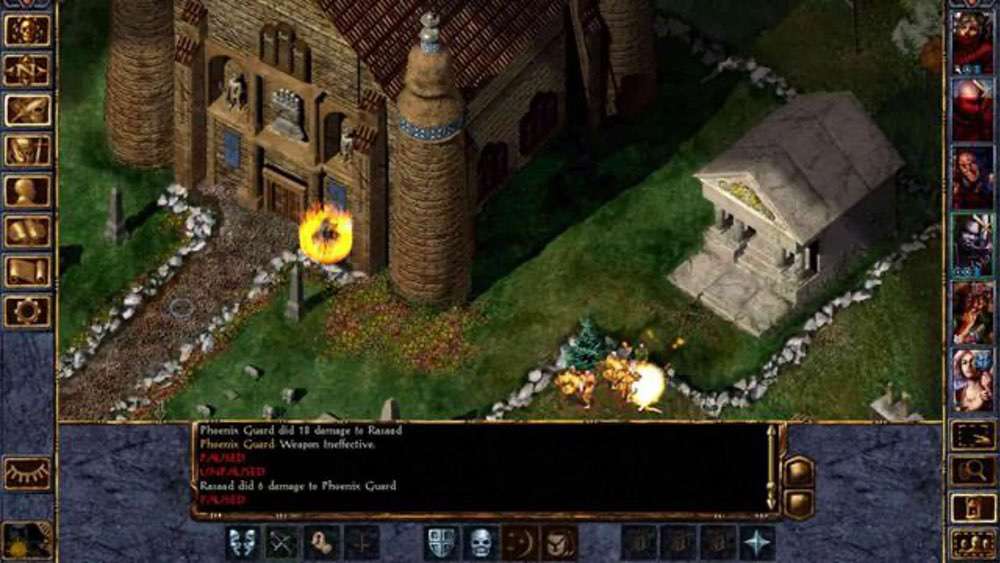 Phoenix Guard did 18 damage to Rasaad
Phoenix Guard Weapon Ineffective.
PAUSED
UNPAUSED
Rasaad did 6 damage to Phoenix Guard
PAUSED